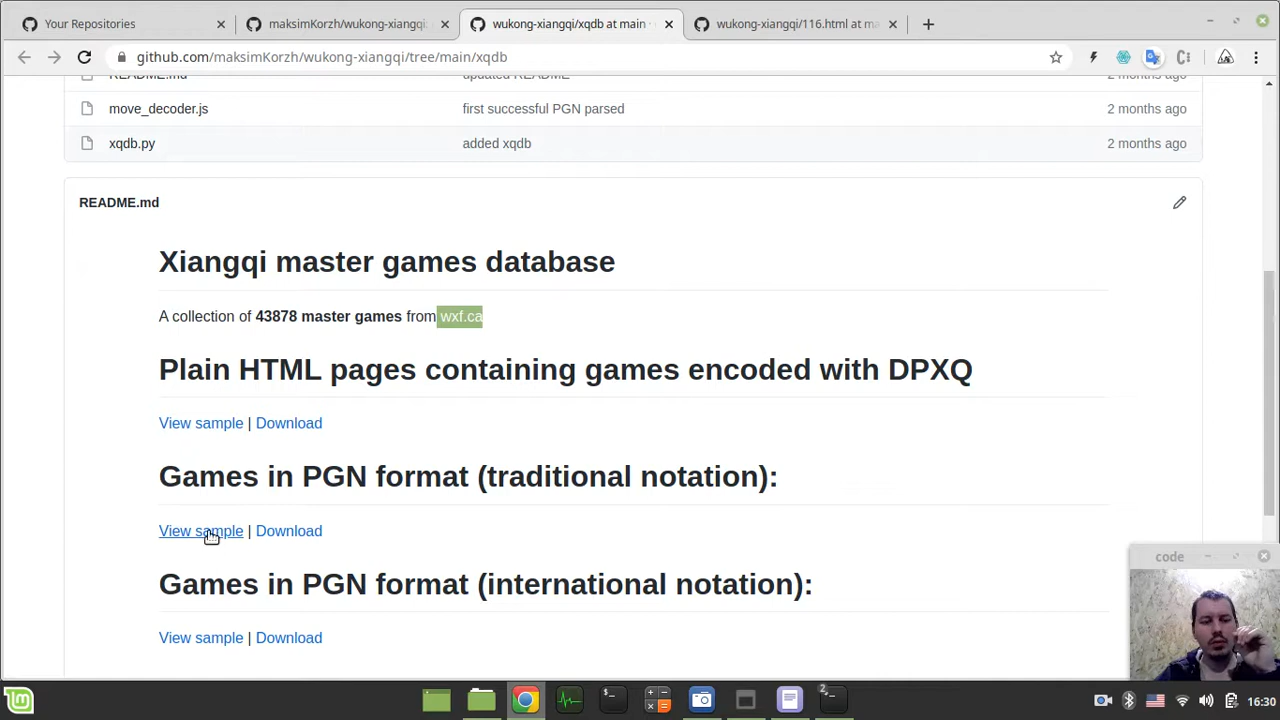 Your Repositories
maksimKorzh/wukong-xiangqi:
wukong-xiangqi/xqdb at main ·
wukong-xiangqi/116.html at ma
github.com/maksimKorzh/wukong-xiangqi/tree/main/xqdb
README.md updated README 2 months ago
move_decoder.js first successful PGN parsed 2 months ago
xqdb.py added xqdb 2 months ago
README.md
Xiangqi master games database
A collection of 43878 master games from wxf.ca
Plain HTML pages containing games encoded with DPXQ
View sample | Download
Games in PGN format (traditional notation):
View sample | Download
Games in PGN format (international notation):
View sample | Download
code
16:30